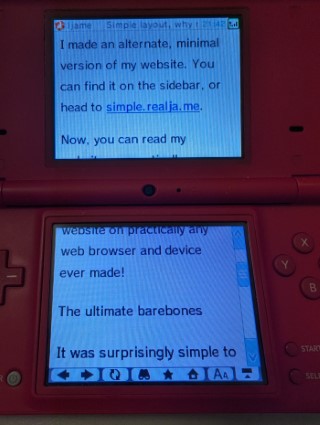 Simple layout, why
I made an alternate, minimal
version of my website. You
can find it on the sidebar, or
head to simple.realja.me.
Now, you can read my
website on practically any
web browser and device
ever made!
The ultimate barebones
It was surprisingly simple to
AA
X
Y
B
START
SELE